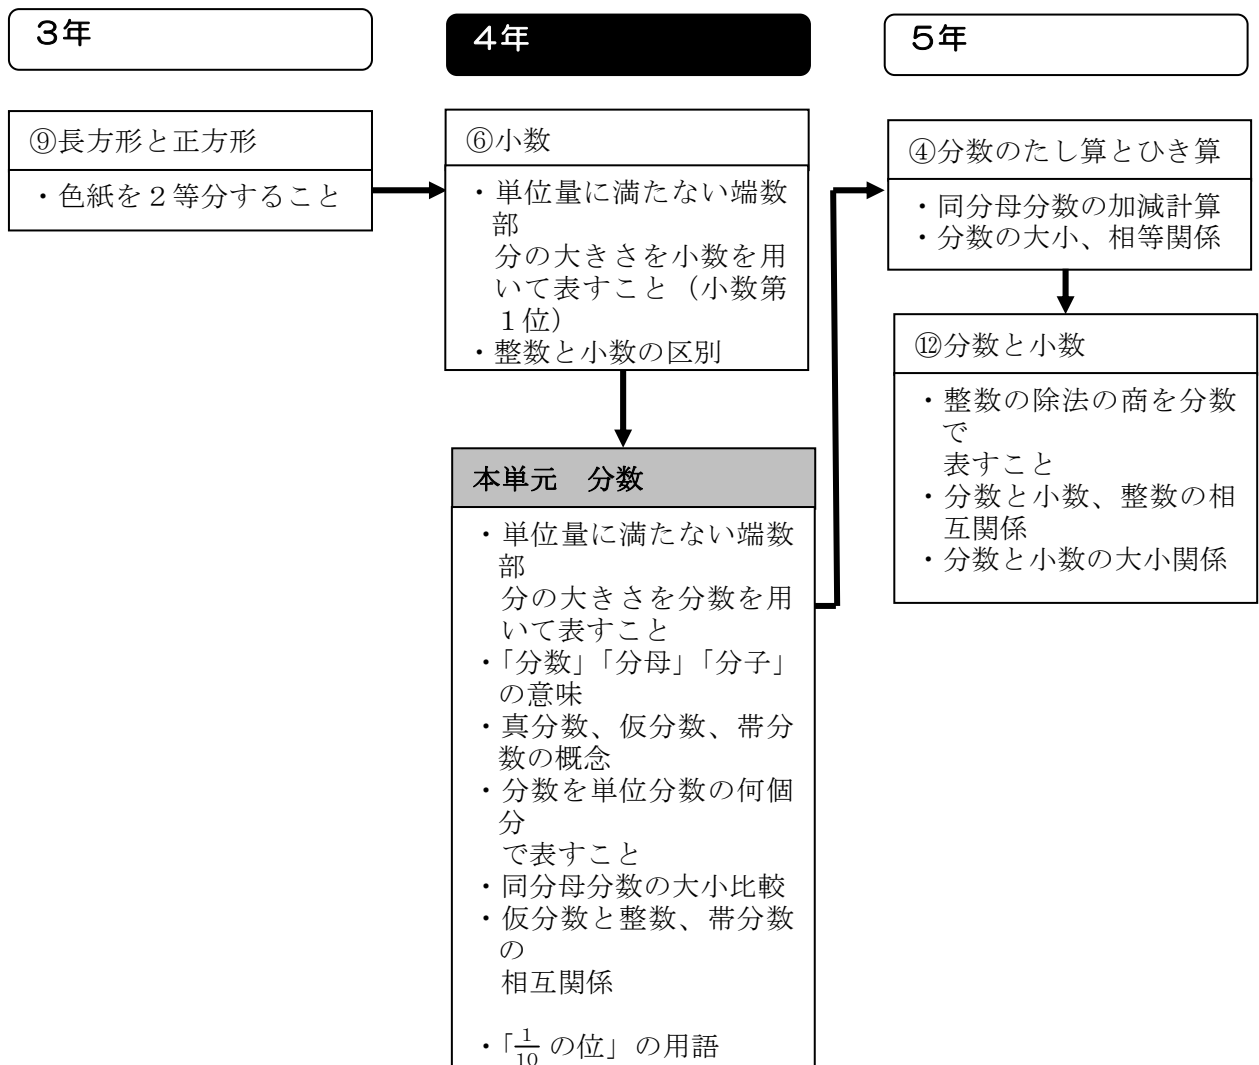 ３年
４年
５年
⑨長方形と正方形
・色紙を２等分すること
⑥小数
・単位量に満たない端数
部
分の大きさを小数を用
いて表すこと（小数第
１位）
・整数と小数の区別
本単元　分数
・単位量に満たない端数
部
分の大きさを分数を用
いて表すこと
・「分数」「分母」「分子」
の意味
・真分数、仮分数、帯分
数の概念
・分数を単位分数の何個
分
で表すこと
・同分母分数の大小比較
・仮分数と整数、帯分数
の
相互関係
・「1/10 の位」の用語
④分数のたし算とひき算
・同分母分数の加減計算
・分数の大小、相等関係
⑫分数と小数
・整数の除法の商を分数
で
表すこと
・分数と小数、整数の相
互関係
・分数と小数の大小関係